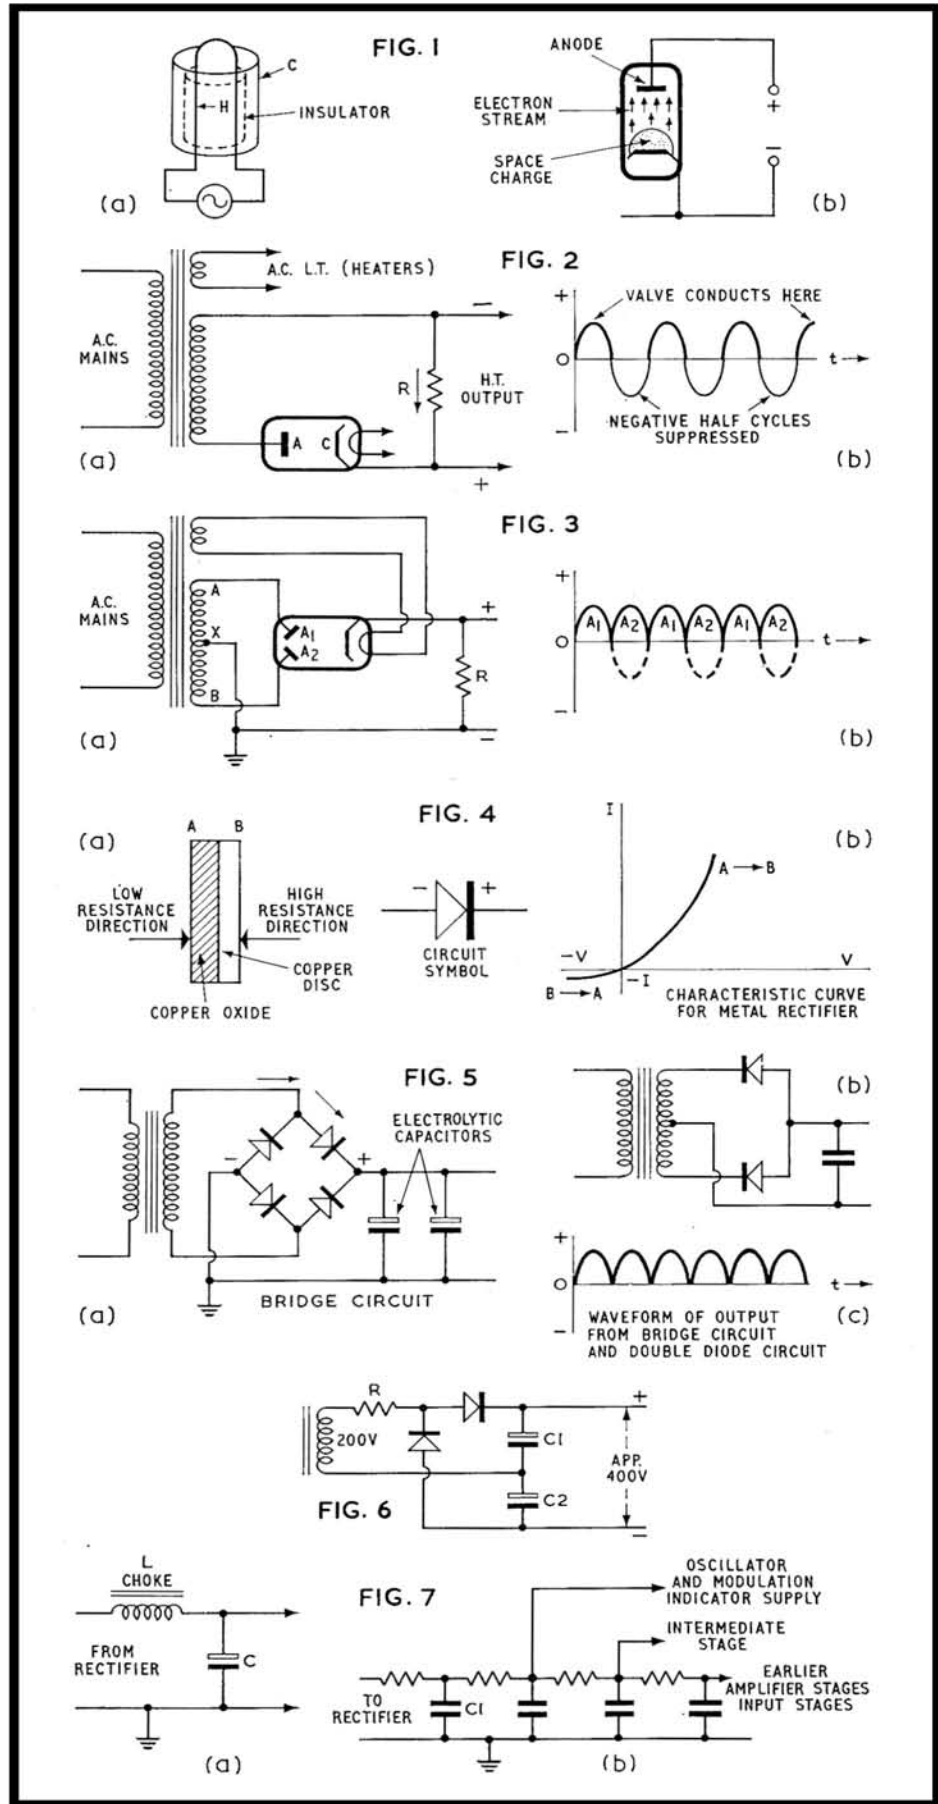 FIG. 1
C
H
INSULATOR
(a)
ANODE
ELECTRON
STREAM
SPACE
CHARGE
+
−
(b)
FIG. 2
A.C. L.T. (HEATERS)
A.C.
MAINS
−
R
H.T.
OUTPUT
A
C
+
(a)
+
VALVE CONDUCTS HERE
O
t
NEGATIVE HALF CYCLES
SUPPRESSED
−
(b)
FIG. 3
A.C.
MAINS
A
X
B
A1
A2
+
R
−
(a)
+
A1 A2 A1 A2 A1 A2
O
t
−
(b)
FIG. 4
(a)
A B
LOW
RESISTANCE
DIRECTION
HIGH
RESISTANCE
DIRECTION
COPPER
DISC
COPPER OXIDE
− +
CIRCUIT
SYMBOL
I
(b)
A → B
−V
V
−I
B → A
CHARACTERISTIC CURVE
FOR METAL RECTIFIER
FIG. 5
ELECTROLYTIC
CAPACITORS
− +
BRIDGE CIRCUIT
(a)
(b)
+
O
t
−
(c)
WAVEFORM OF OUTPUT
FROM BRIDGE CIRCUIT
AND DOUBLE DIODE CIRCUIT
R
200V
+
C1
APP.
400V
C2
−
FIG. 6
L
CHOKE
FROM
RECTIFIER
C
(a)
FIG. 7
OSCILLATOR
AND MODULATION
INDICATOR SUPPLY
INTERMEDIATE
STAGE
EARLIER
AMPLIFIER STAGES
INPUT STAGES
TO
RECTIFIER
C1
(b)